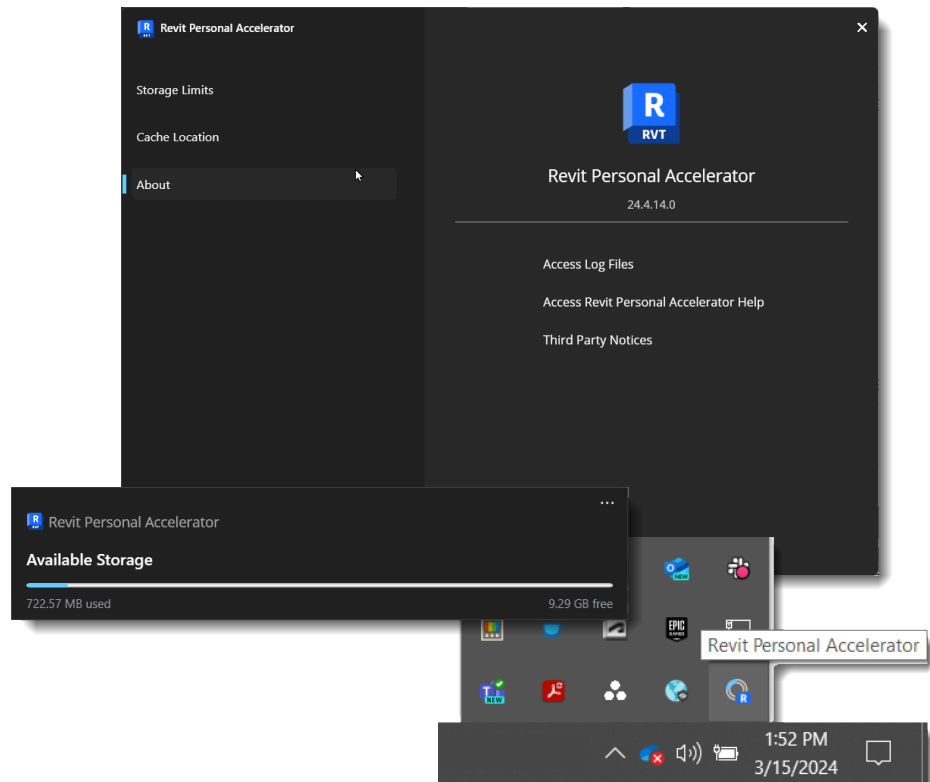 Revit Personal Accelerator
Storage Limits
Cache Location
About
R
RVT
Revit Personal Accelerator
24.4.14.0
Access Log Files
Access Revit Personal Accelerator Help
Third Party Notices
Revit Personal Accelerator
Available Storage
722.57 MB used
9.29 GB free
NEW
EPIC
GAMES
Revit Personal Accelerator
NEW
R
1:52 PM
3/15/2024